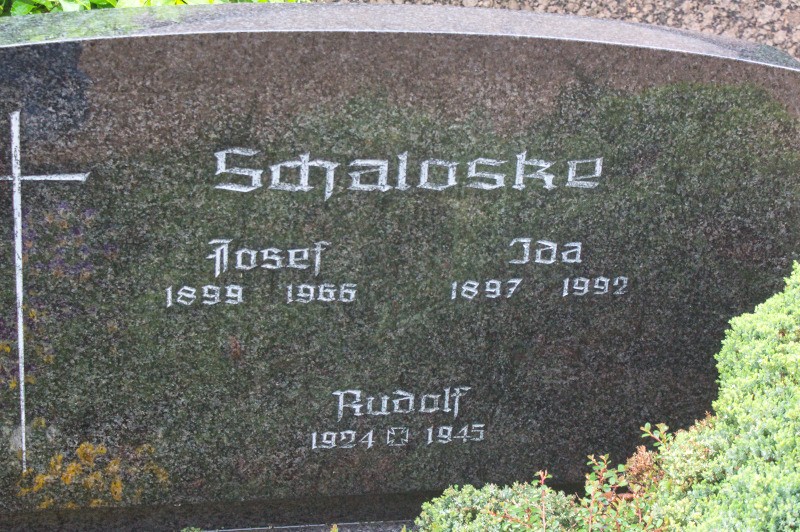 Schaloske
Josef Ida
1899 1966 1897 1992
Rudolf
1924 ✠ 1945